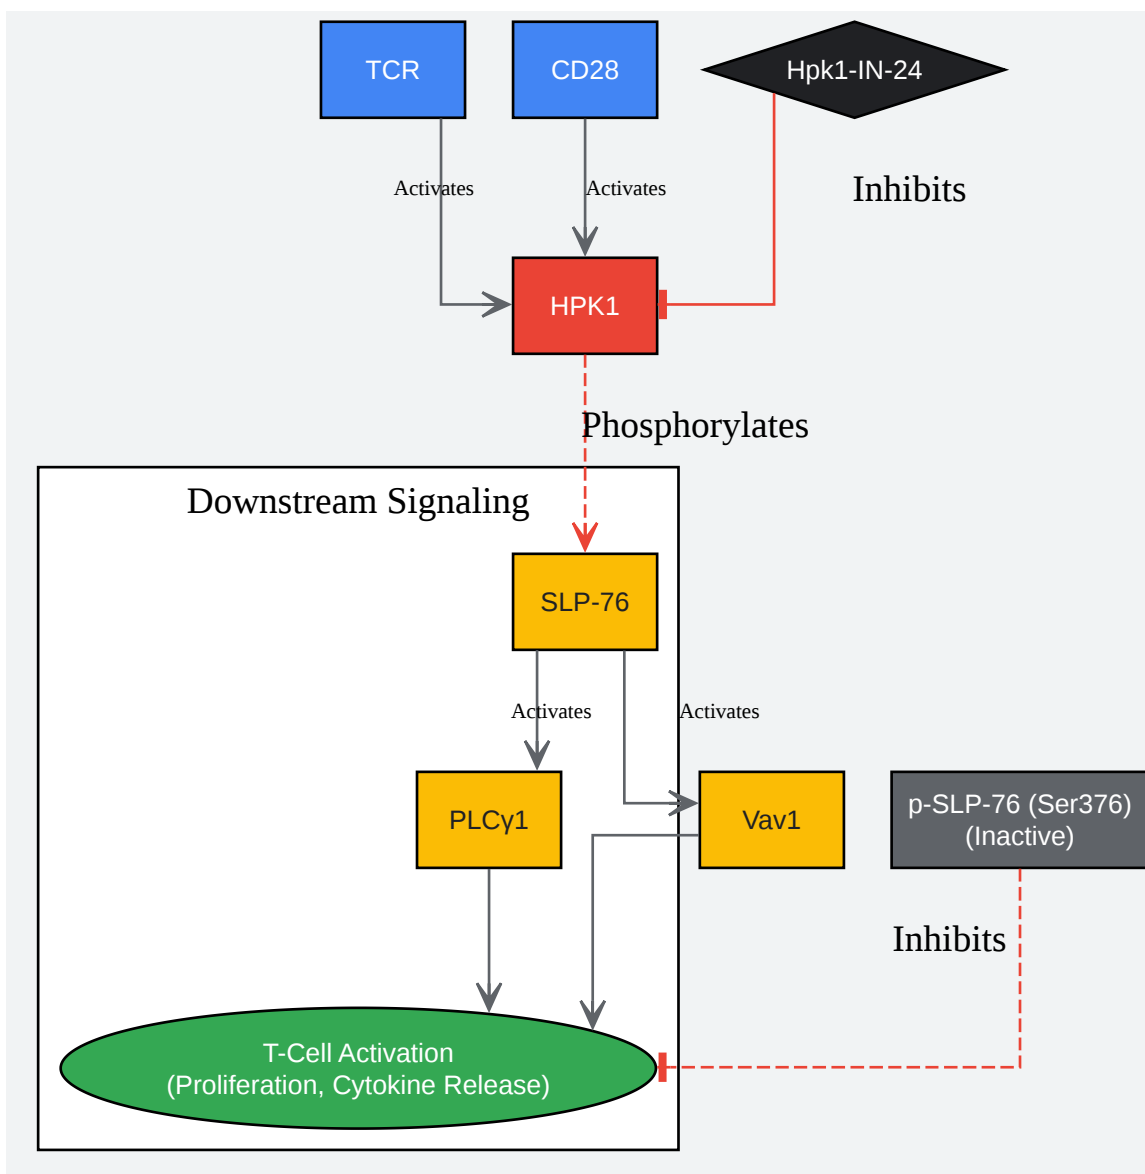 TCR
CD28
Hpk1-IN-24
Activates
Activates
Inhibits
HPK1
Phosphorylates
Downstream Signaling
SLP-76
Activates
Activates
PLCγ1
Vav1
p-SLP-76 (Ser376)
(Inactive)
Inhibits
T-Cell Activation
(Proliferation, Cytokine Release)